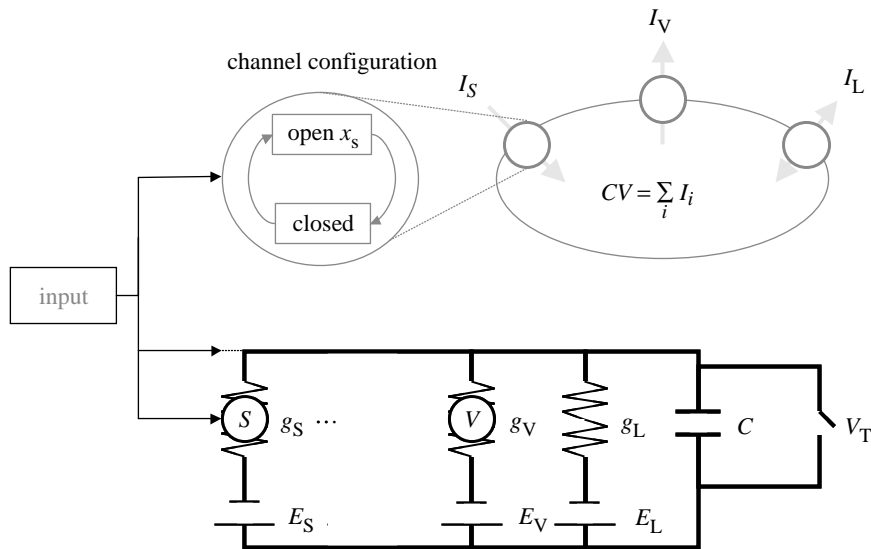 I_V
channel configuration
I_S
I_L
open x_s
CV = ∑_i I_i
closed
input
S g_S ... V g_V g_L C V_T
E_S E_V E_L